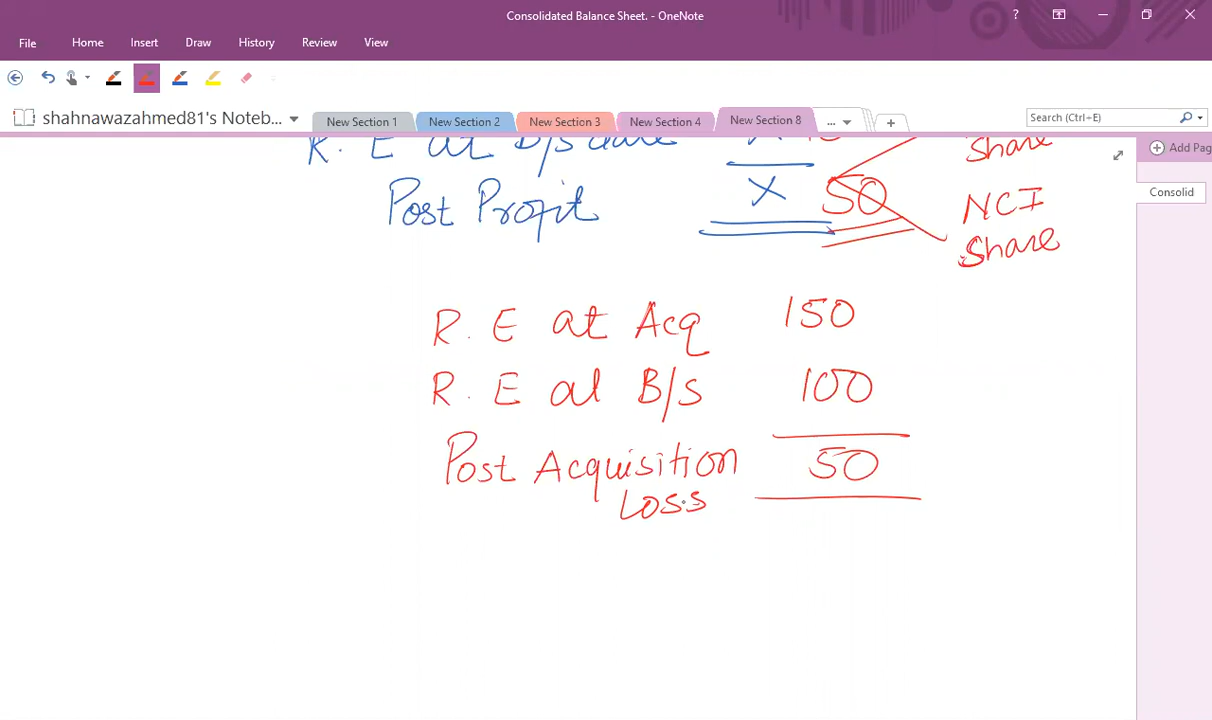 Consolidated Balance Sheet. - OneNote
?
File Home Insert Draw History Review View
shahnawazahmed81's Noteb... New Section 1 New Section 2 New Section 3 New Section 4 New Section 8 ... + Search (Ctrl+E)
Add Pag
Consolid
R. E at B/s date
Share
Post Profit X 50
NCI
Share
R. E at Acq 150
R. E at B/s 100
Post Acquisition 50
Loss